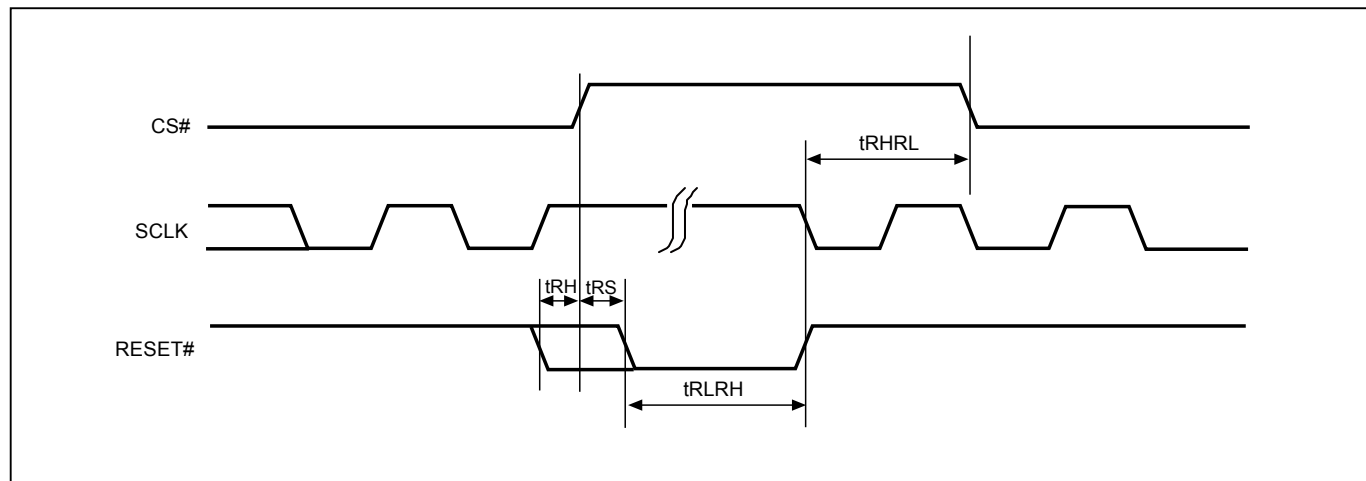 CS#
tRHRL
SCLK
tRH
tRS
RESET#
tRLRH